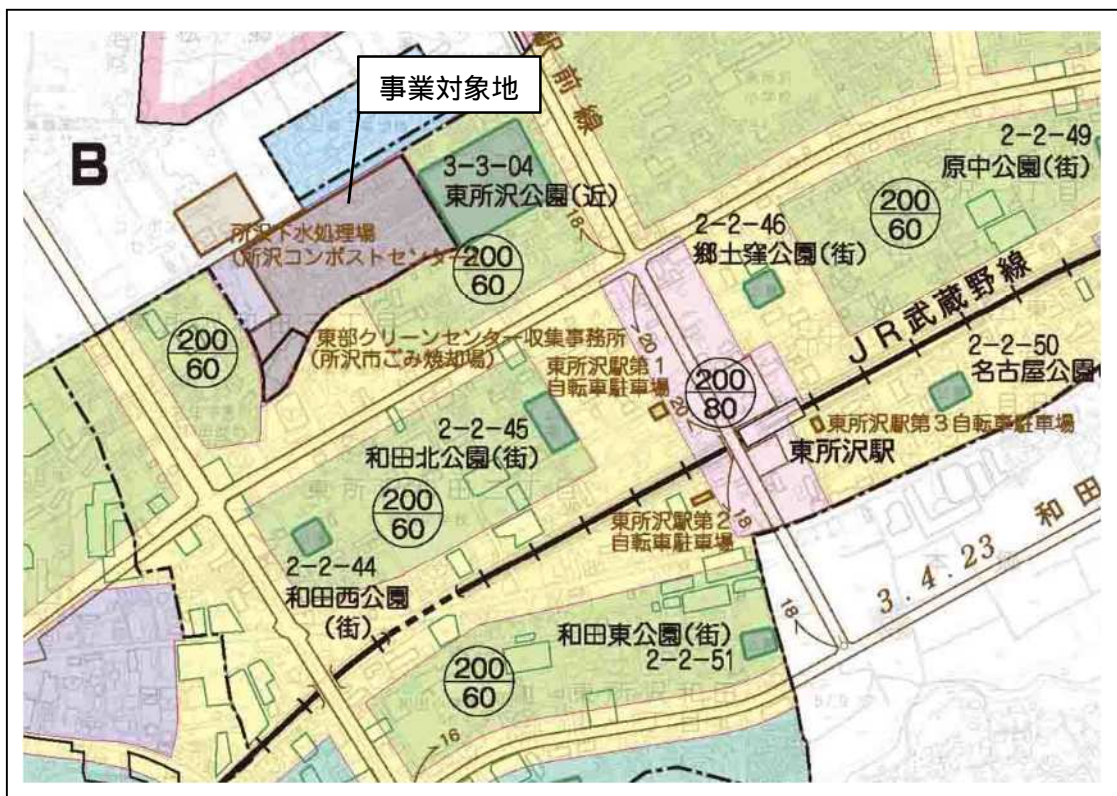 事業対象地
B
駅前線
3-3-04
東所沢公園(近)
2-2-49
原中公園(街)
200
60
所沢下水処理場
(所沢コンポストセンター)
200
60
18
2-2-46
郷土窪公園(街)
200
60
東部クリーンセンター収集事務所
(所沢市ごみ焼却場)
東所沢駅第1
自転車駐車場
20
20
200
80
JR武蔵野線
2-2-50
名古屋公園
東所沢駅第3自転車駐車場
東所沢駅
2-2-45
和田北公園(街)
200
60
東所沢駅第2
自転車駐車場
18
2-2-44
和田西公園
(街)
和田東公園(街)
2-2-51
200
60
18
16
3.4.23 和田